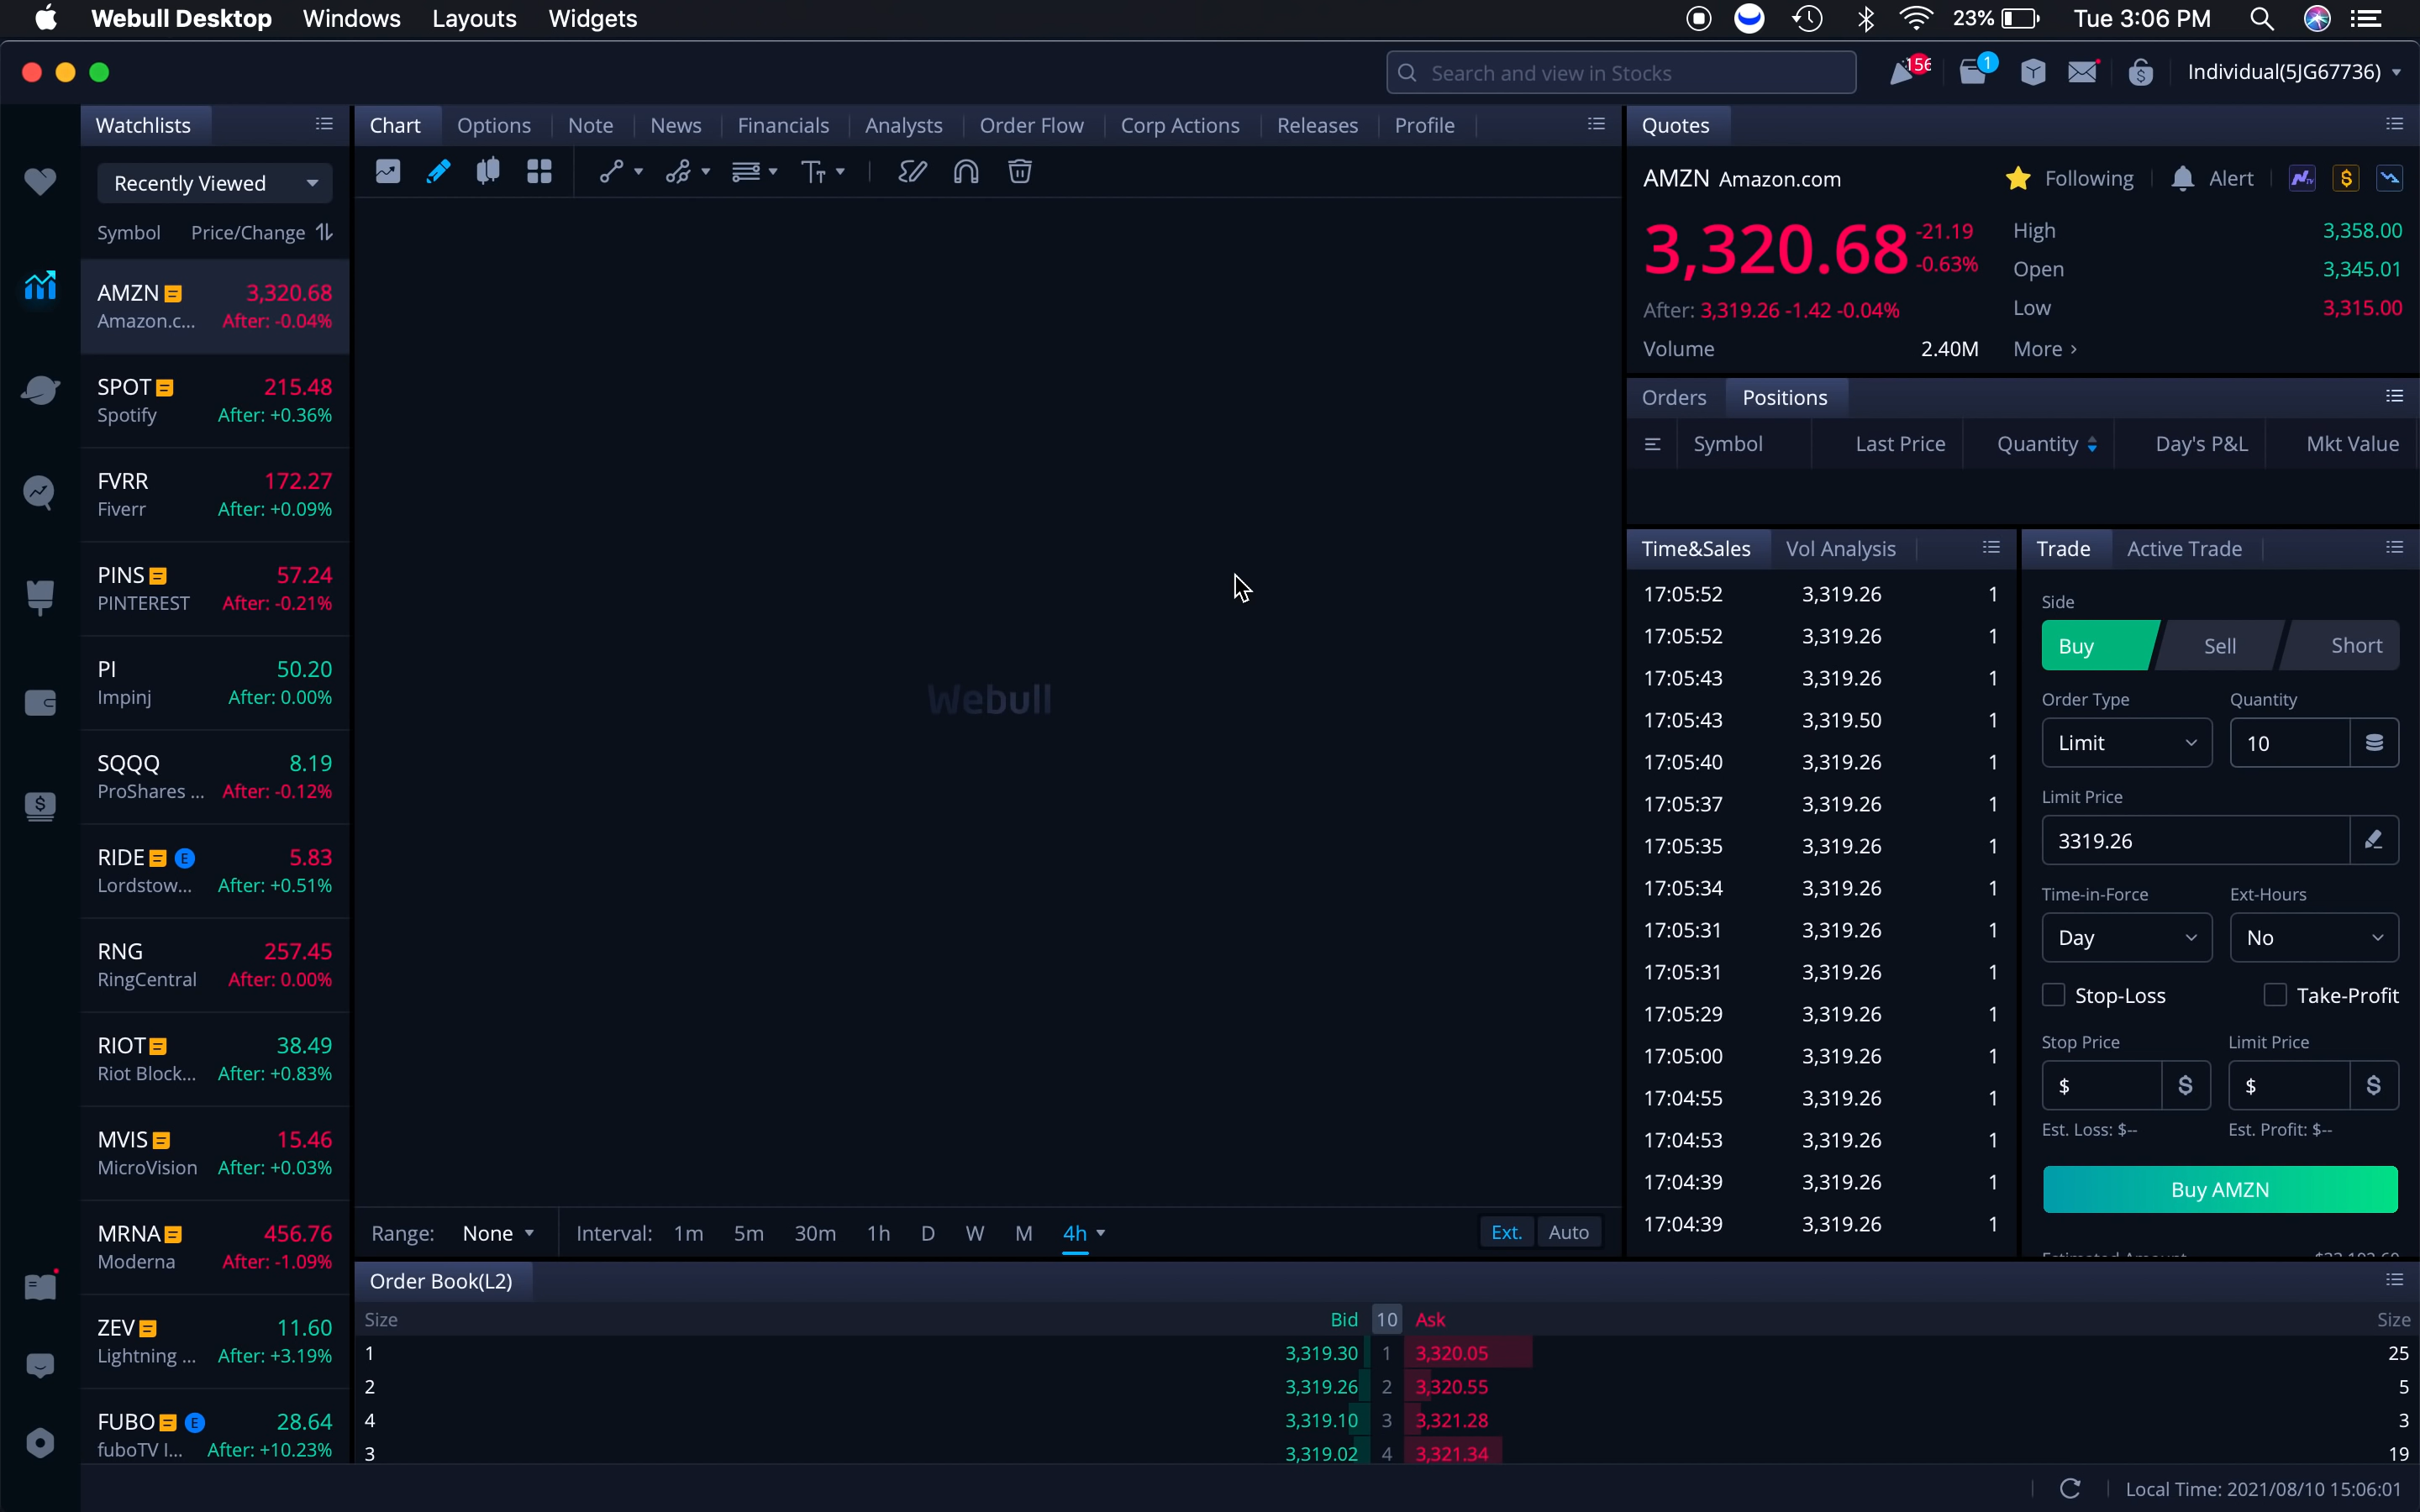 Webull Desktop Windows Layouts Widgets 23% Tue 3:06 PM
Search and view in Stocks 156 1 Individual(5JG67736)
Watchlists
Recently Viewed
Symbol Price/Change
AMZN 3,320.68
Amazon.c... After: -0.04%
SPOT 215.48
Spotify After: +0.36%
FVRR 172.27
Fiverr After: +0.09%
PINS 57.24
PINTEREST After: -0.21%
PI 50.20
Impinj After: 0.00%
SQQQ 8.19
ProShares ... After: -0.12%
RIDE E 5.83
Lordstow... After: +0.51%
RNG 257.45
RingCentral After: 0.00%
RIOT 38.49
Riot Block... After: +0.83%
MVIS 15.46
MicroVision After: +0.03%
MRNA 456.76
Moderna After: -1.09%
ZEV 11.60
Lightning ... After: +3.19%
FUBO E 28.64
fuboTV I... After: +10.23%
Chart Options Note News Financials Analysts Order Flow Corp Actions Releases Profile
Webull
Range: None Interval: 1m 5m 30m 1h D W M 4h Ext. Auto
Order Book(L2)
Size Bid 10 Ask Size
1 3,319.30 1 3,320.05 25
2 3,319.26 2 3,320.55 5
4 3,319.10 3 3,321.28 3
3 3,319.02 4 3,321.34 19
Quotes
AMZN Amazon.com Following Alert
3,320.68 -21.19
-0.63%
After: 3,319.26 -1.42 -0.04%
Volume 2.40M
High 3,358.00
Open 3,345.01
Low 3,315.00
More >
Orders Positions
Symbol Last Price Quantity Day's P&L Mkt Value
Time&Sales Vol Analysis
17:05:52 3,319.26 1
17:05:52 3,319.26 1
17:05:43 3,319.26 1
17:05:43 3,319.50 1
17:05:40 3,319.26 1
17:05:37 3,319.26 1
17:05:35 3,319.26 1
17:05:34 3,319.26 1
17:05:31 3,319.26 1
17:05:31 3,319.26 1
17:05:29 3,319.26 1
17:05:00 3,319.26 1
17:04:55 3,319.26 1
17:04:53 3,319.26 1
17:04:39 3,319.26 1
17:04:39 3,319.26 1
Trade Active Trade
Side
Buy Sell Short
Order Type Quantity
Limit 10
Limit Price
3319.26
Time-in-Force Ext-Hours
Day No
Stop-Loss Take-Profit
Stop Price Limit Price
$ $ $ $
Est. Loss: $-- Est. Profit: $--
Buy AMZN
Local Time: 2021/08/10 15:06:01